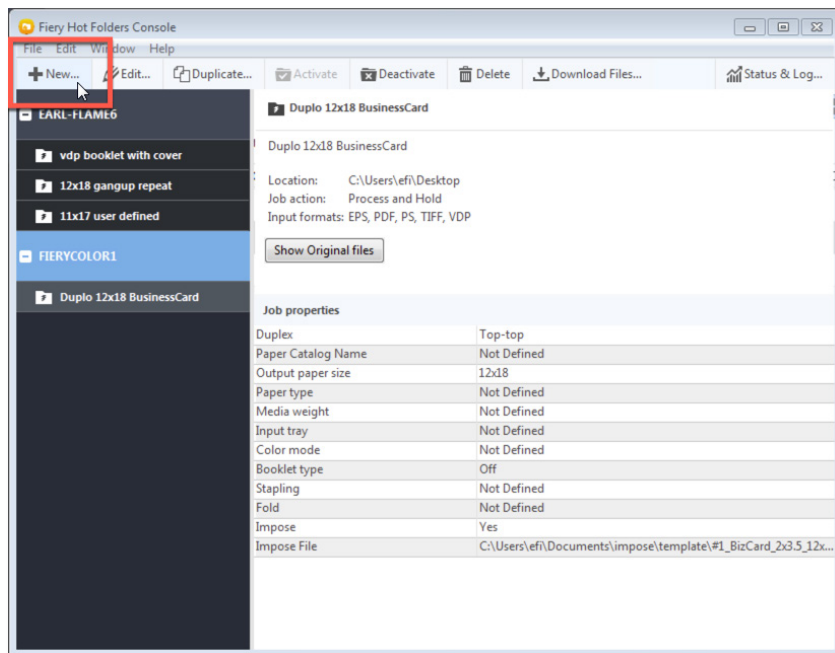 Fiery Hot Folders Console
File Edit Window Help
New... Edit... Duplicate... Activate Deactivate Delete Download Files... Status & Log...
EARL-FLAME6
vdp booklet with cover
12x18 gangup repeat
11x17 user defined
FIERYCOLOR1
Duplo 12x18 BusinessCard
Duplo 12x18 BusinessCard
Duplo 12x18 BusinessCard
Location: C:\Users\efi\Desktop
Job action: Process and Hold
Input formats: EPS, PDF, PS, TIFF, VDP
Show Original files
Job properties
Duplex Top-top
Paper Catalog Name Not Defined
Output paper size 12x18
Paper type Not Defined
Media weight Not Defined
Input tray Not Defined
Color mode Not Defined
Booklet type Off
Stapling Not Defined
Fold Not Defined
Impose Yes
Impose File C:\Users\efi\Documents\impose\template\#1_BizCard_2x3.5_12x...